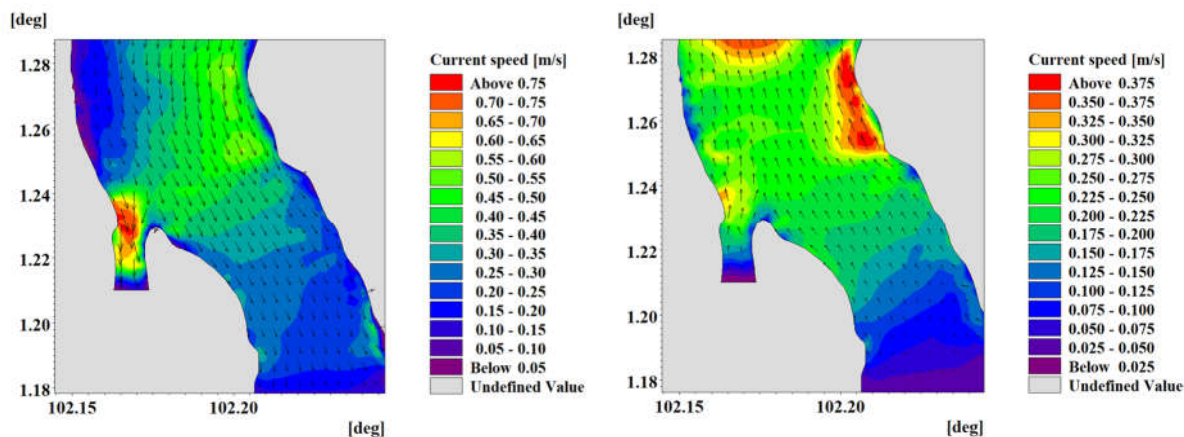 [deg]
1.28
1.26
1.24
1.22
1.20
1.18
102.15 102.20
[deg]
Current speed [m/s]
Above 0.75
0.70 - 0.75
0.65 - 0.70
0.60 - 0.65
0.55 - 0.60
0.50 - 0.55
0.45 - 0.50
0.40 - 0.45
0.35 - 0.40
0.30 - 0.35
0.25 - 0.30
0.20 - 0.25
0.15 - 0.20
0.10 - 0.15
0.05 - 0.10
Below 0.05
Undefined Value
[deg]
1.28
1.26
1.24
1.22
1.20
1.18
102.15 102.20
[deg]
Current speed [m/s]
Above 0.375
0.350 - 0.375
0.325 - 0.350
0.300 - 0.325
0.275 - 0.300
0.250 - 0.275
0.225 - 0.250
0.200 - 0.225
0.175 - 0.200
0.150 - 0.175
0.125 - 0.150
0.100 - 0.125
0.075 - 0.100
0.050 - 0.075
0.025 - 0.050
Below 0.025
Undefined Value